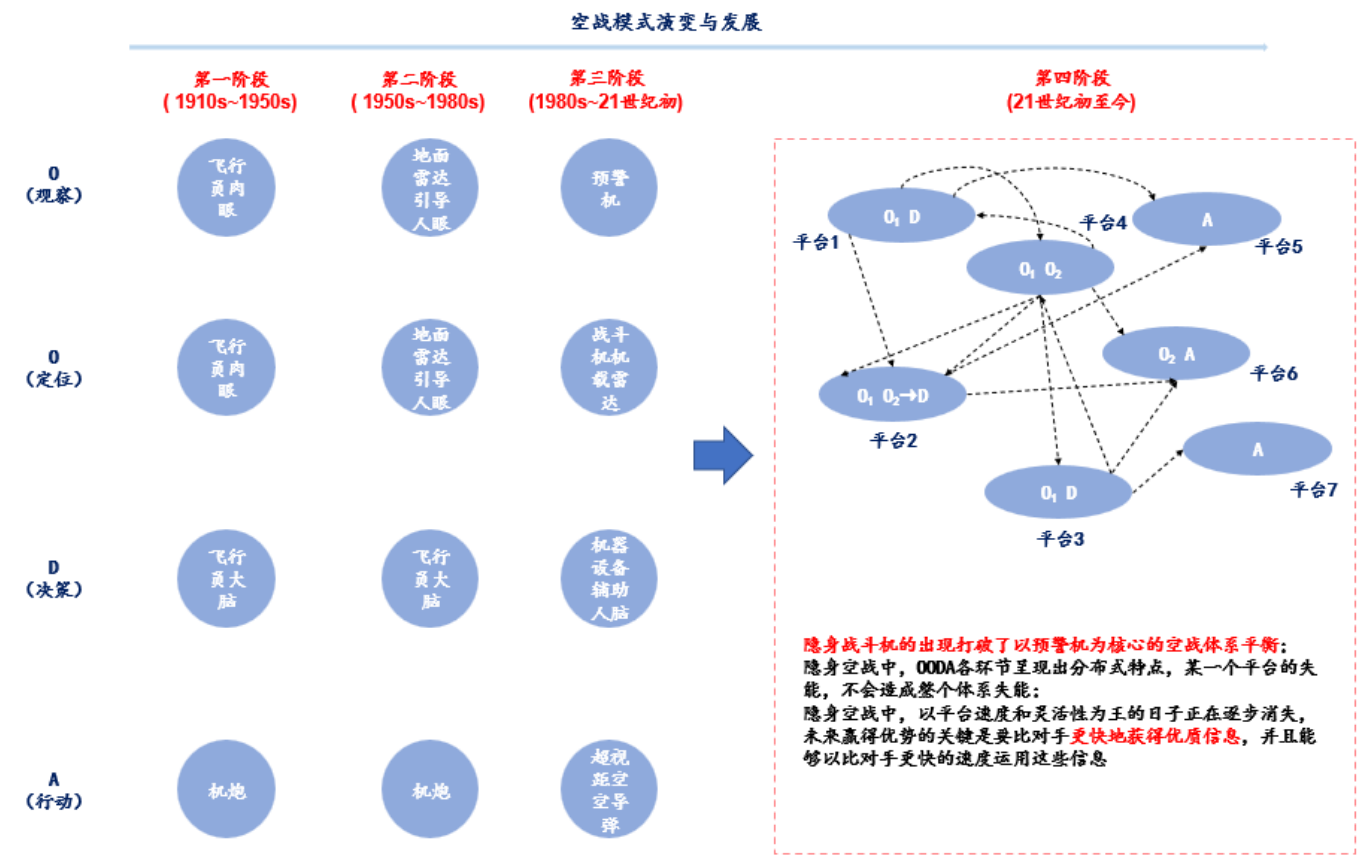 空战模式演变与发展
第一阶段
( 1910s~1950s)
第二阶段
( 1950s~1980s)
第三阶段
(1980s~21世纪初)
第四阶段
(21世纪初至今)
O
(观察)
飞行
员肉
眼
地面
雷达
引导
人眼
预警
机
O
(定位)
飞行
员肉
眼
地面
雷达
引导
人眼
战斗
机机
载雷
达
D
(决策)
飞行
员大
脑
飞行
员大
脑
机器
设备
辅助
人脑
A
(行动)
机炮
机炮
超视
距空
空导
弹
O₁ D
平台1
O₁ O₂
平台4
A
平台5
O₂ A
平台6
O₁ O₂→D
平台2
A
平台7
O₁ D
平台3
隐身战斗机的出现打破了以预警机为核心的空战体系平衡；
隐身空战中，OODA各环节呈现出分布式特点，某一个平台的失
能，不会造成整个体系失能；
隐身空战中，以平台速度和灵活性为王的日子正在逐步消失，
未来赢得优势的关键是要比对手更快地获得优质信息，并且能
够以比对手更快的速度运用这些信息